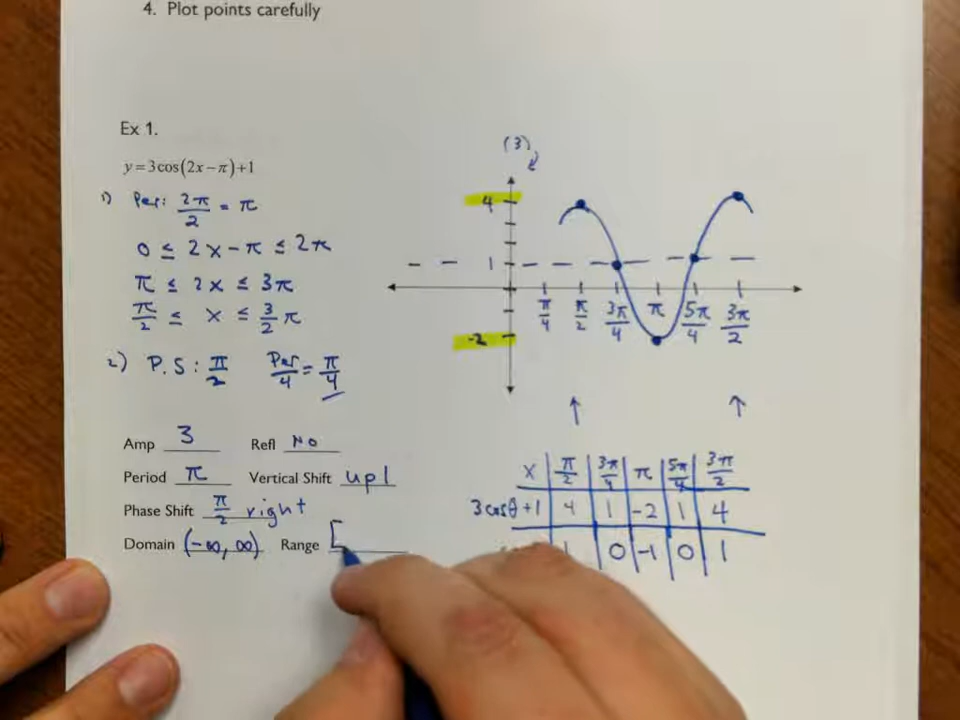 4. Plot points carefully
Ex 1.
y=3cos(2x−π)+1
1) Per: 2π/2 = π
0 ≤ 2x − π ≤ 2π
π ≤ 2x ≤ 3π
π/2 ≤ x ≤ 3/2 π
2) P.S: π/2 Per/4 = π/4
(3)
4
1
-2
π/4 π/2 3π/4 π 5π/4 3π/2
Amp 3 Refl No
Period π Vertical Shift up 1
Phase Shift π/2 right
Domain (-∞, ∞) Range [
x π/2 3π/4 π 5π/4 3π/2
3cosθ+1 4 1 -2 1 4
1 0 -1 0 1